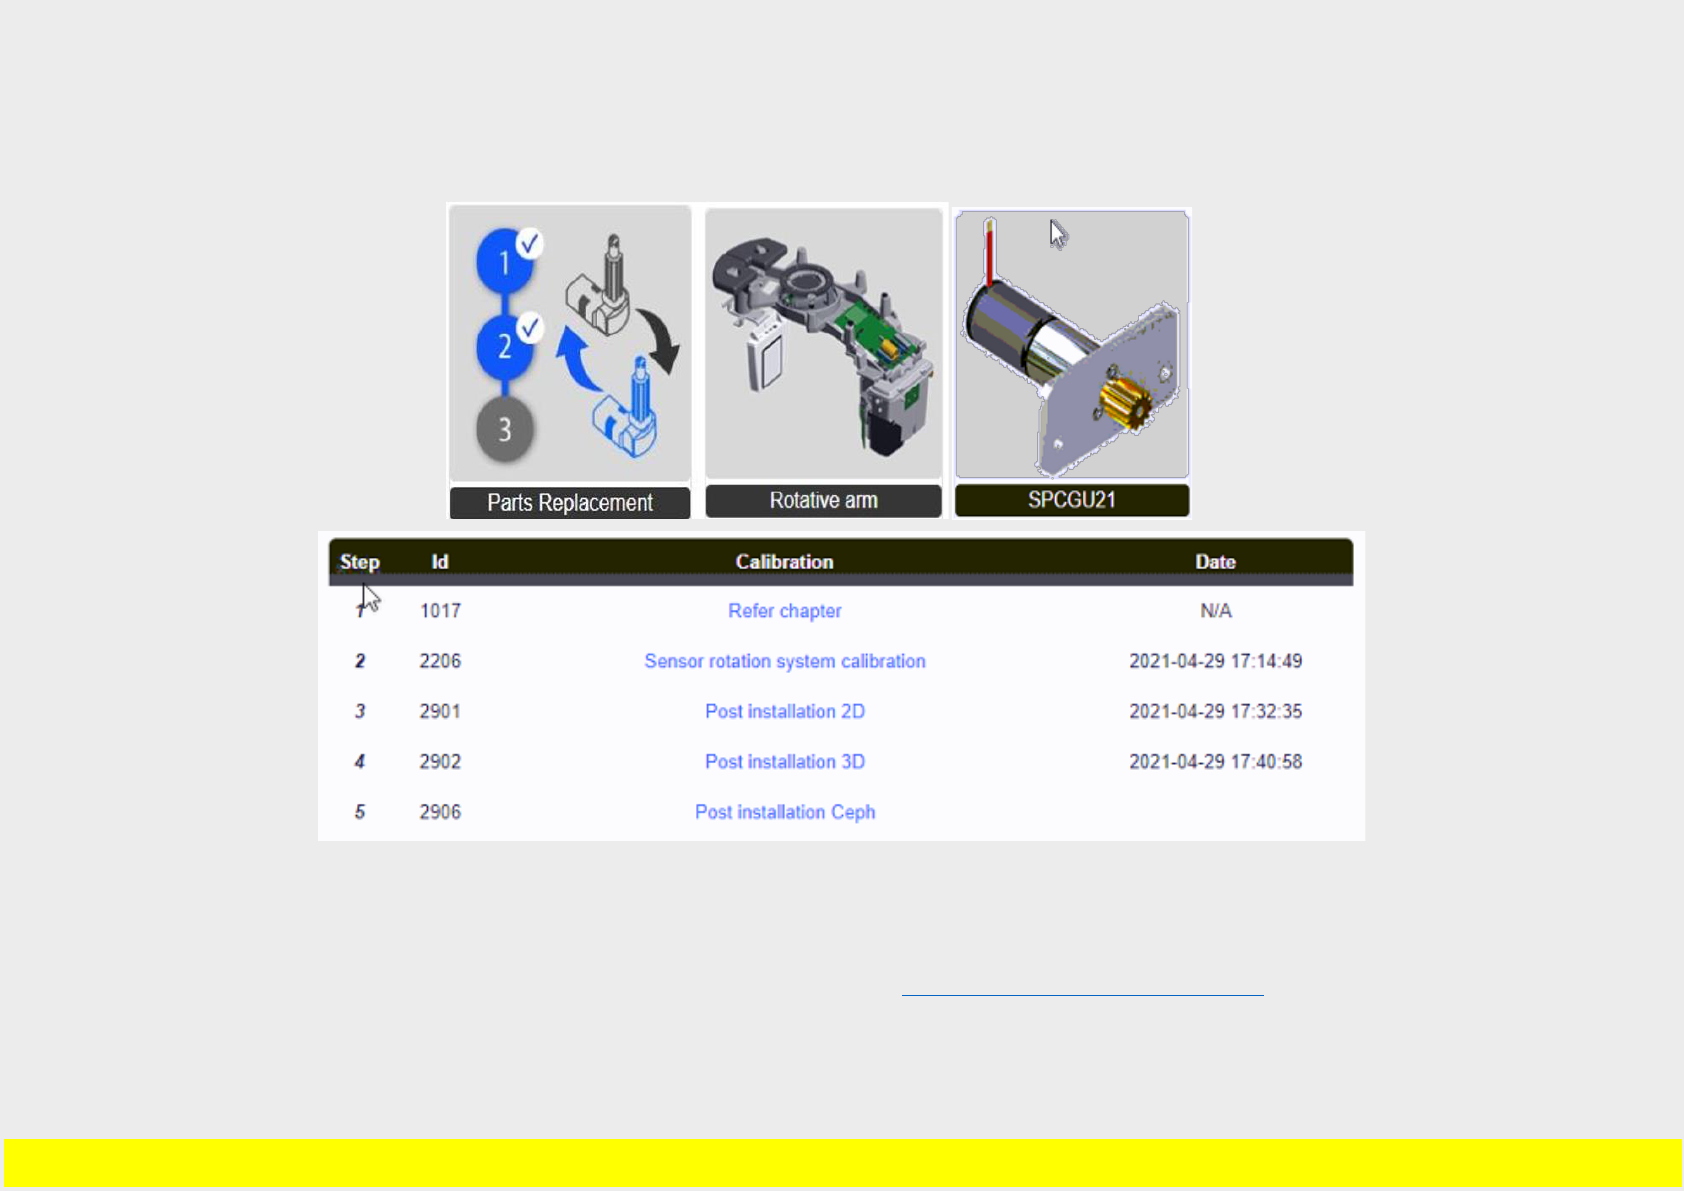 1
2
3
Parts Replacement Rotative arm SPCGU21
Step Id Calibration Date
1 1017 Refer chapter N/A
2 2206 Sensor rotation system calibration 2021-04-29 17:14:49
3 2901 Post installation 2D 2021-04-29 17:32:35
4 2902 Post installation 3D 2021-04-29 17:40:58
5 2906 Post installation Ceph